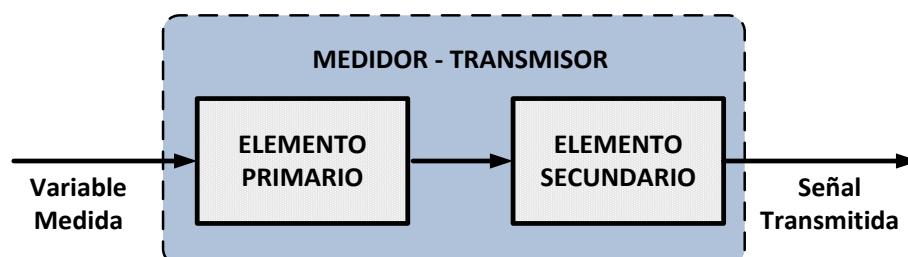 MEDIDOR - TRANSMISOR
ELEMENTO
PRIMARIO
ELEMENTO
SECUNDARIO
Variable
Medida
Señal
Transmitida